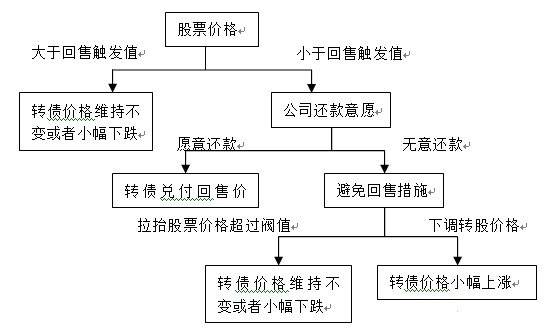 股票价格
大于回售触发值
小于回售触发值
转债价格维持不
变或者小幅下跌
公司还款意愿
愿意还款
无意还款
转债兑付回售价
避免回售措施
拉抬股票价格超过阀值
下调转股价格
转债价格维持不
变或者小幅下跌
转债价格小幅上涨